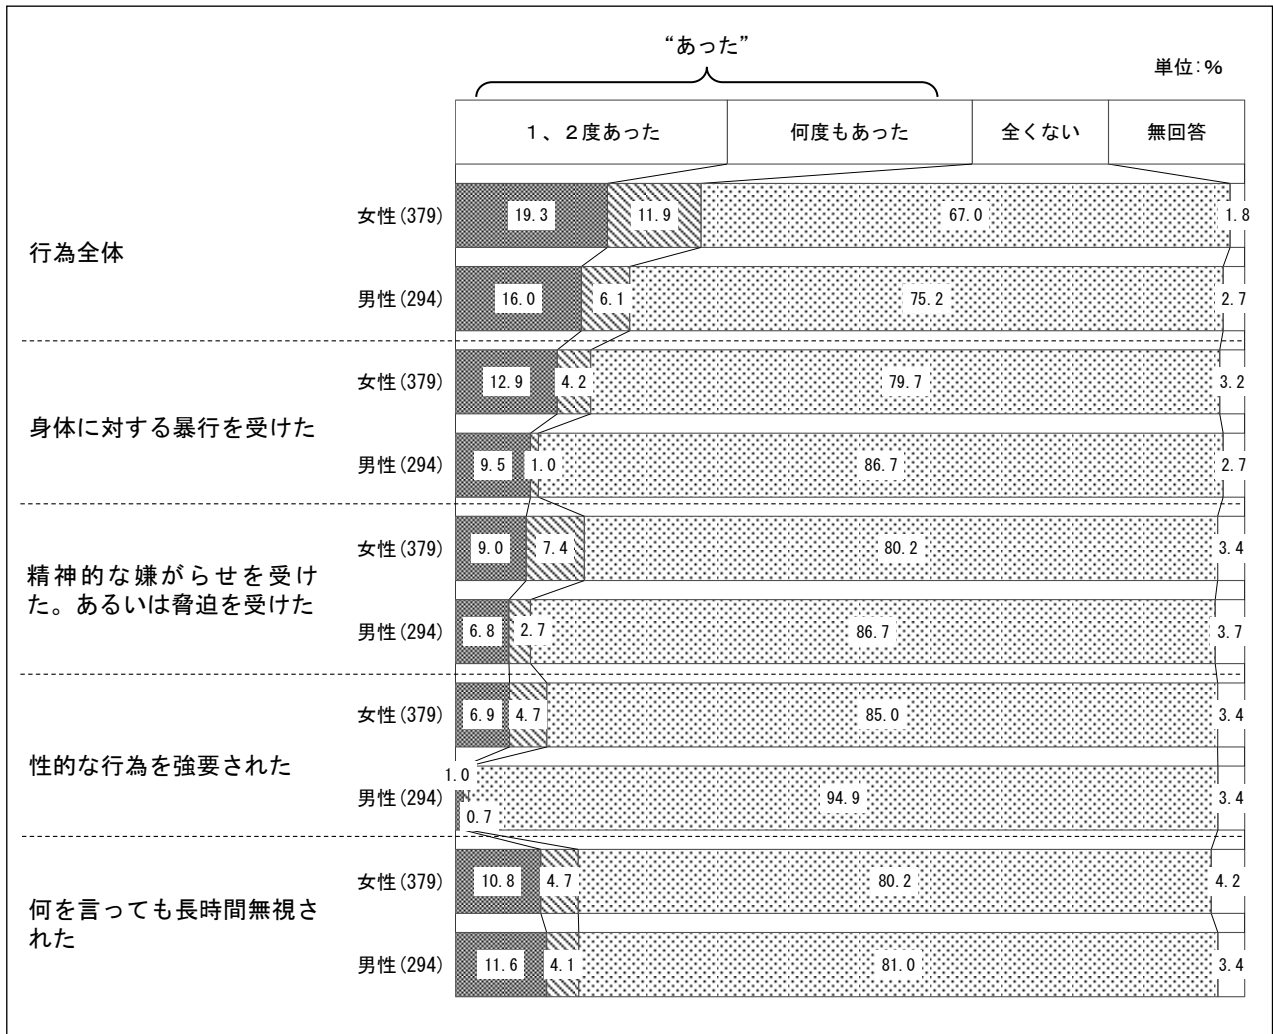 “あった”
単位：％
１、２度あった 何度もあった 全くない 無回答
行為全体
女性(379) 19.3 11.9 67.0 1.8
男性(294) 16.0 6.1 75.2 2.7
身体に対する暴行を受けた
女性(379) 12.9 4.2 79.7 3.2
男性(294) 9.5 1.0 86.7 2.7
精神的な嫌がらせを受け
た。あるいは脅迫を受けた
女性(379) 9.0 7.4 80.2 3.4
男性(294) 6.8 2.7 86.7 3.7
性的な行為を強要された
女性(379) 6.9 4.7 85.0 3.4
男性(294) 1.0 0.7 94.9 3.4
何を言っても長時間無視さ
れた
女性(379) 10.8 4.7 80.2 4.2
男性(294) 11.6 4.1 81.0 3.4